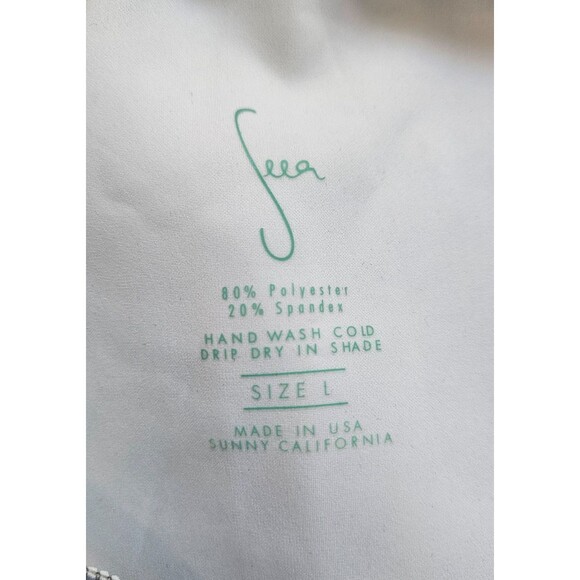 Seea
80% Polyester
20% Spandex
HAND WASH COLD
DRIP DRY IN SHADE
SIZE L
MADE IN USA
SUNNY CALIFORNIA